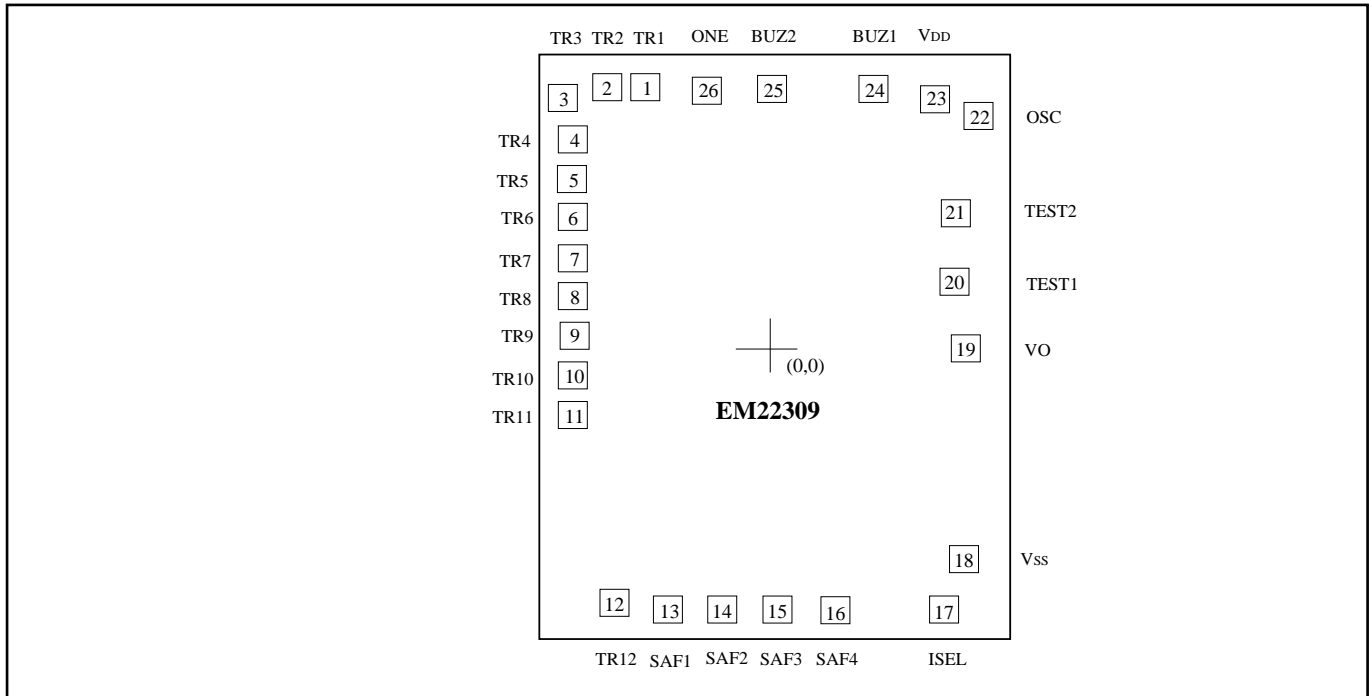 TR3 TR2 TR1 ONE BUZ2 BUZ1 VDD
3 2 1 26 25 24 23
22 OSC
TR4 4
TR5 5
TR6 6 21 TEST2
TR7 7
TR8 8 20 TEST1
TR9 9 19 VO
(0,0)
TR10 10
EM22309
TR11 11
18 VSS
12 13 14 15 16 17
TR12 SAF1 SAF2 SAF3 SAF4 ISEL